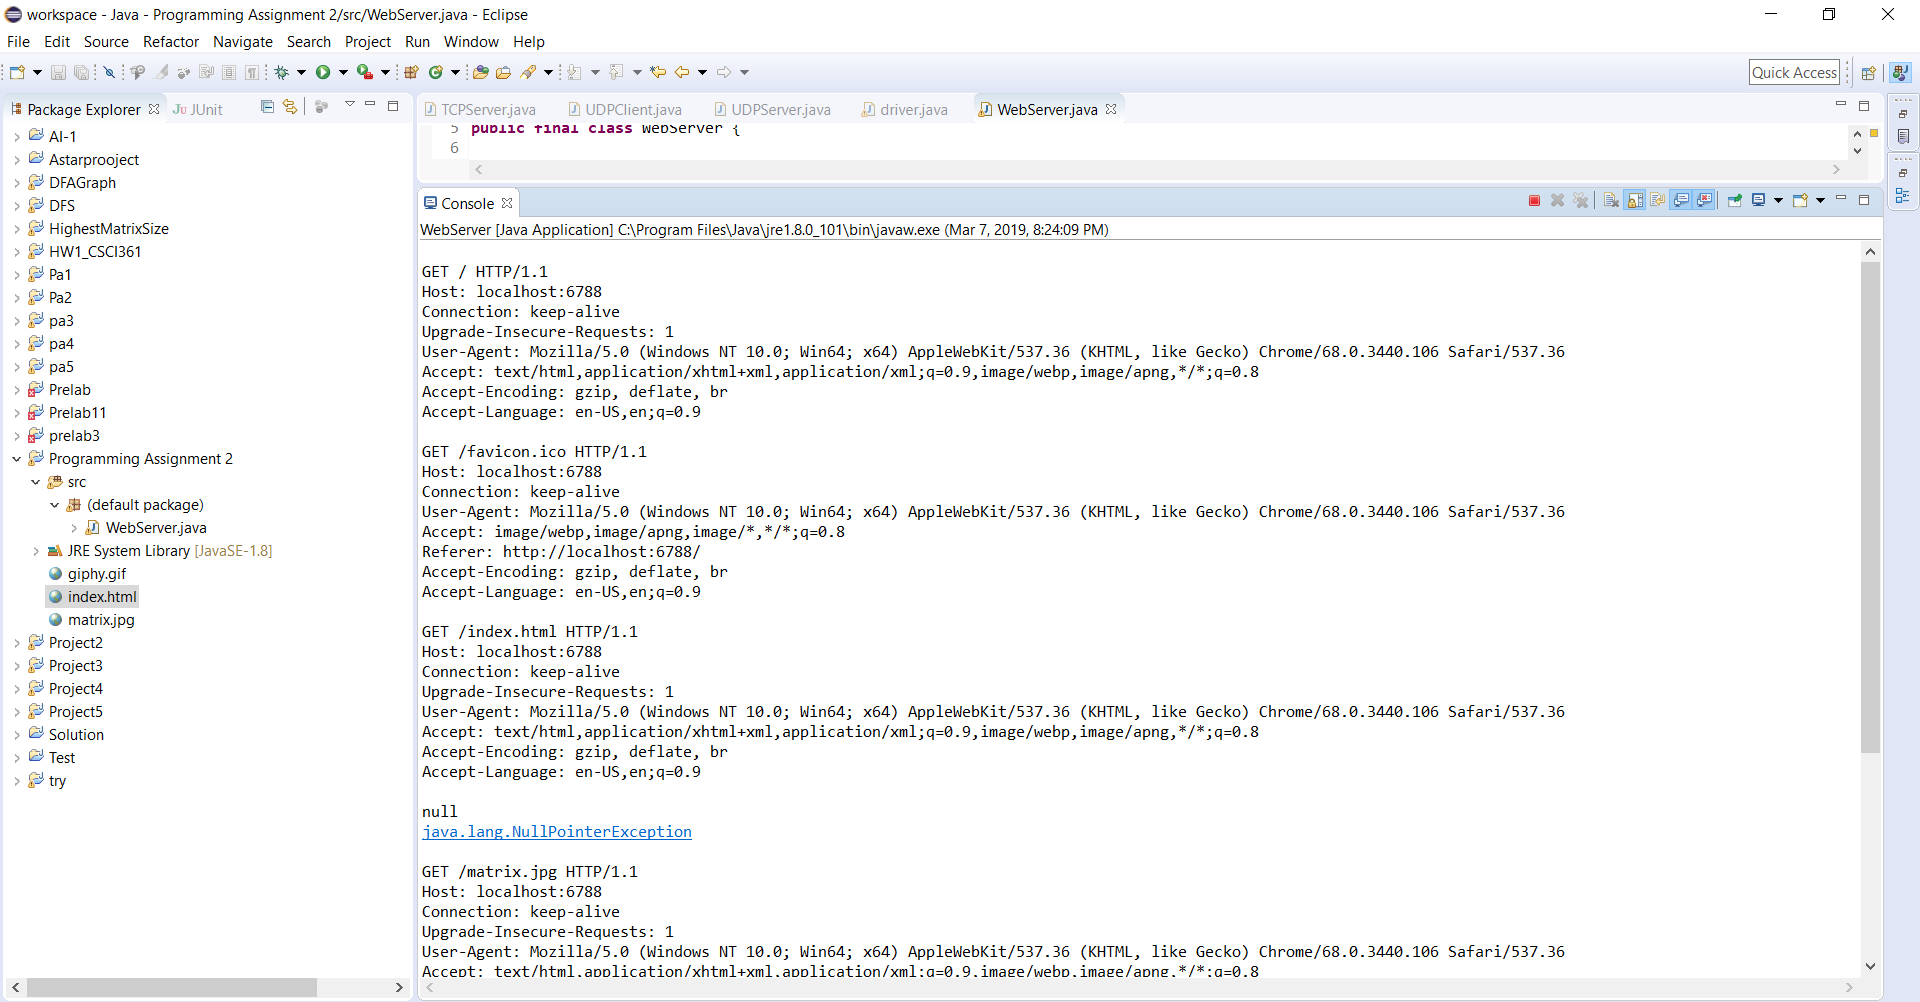 workspace - Java - Programming Assignment 2/src/WebServer.java - Eclipse
File Edit Source Refactor Navigate Search Project Run Window Help
Quick Access
Package Explorer JUnit
AI-1
Astarprooject
DFAGraph
DFS
HighestMatrixSize
HW1_CSCI361
Pa1
Pa2
pa3
pa4
pa5
Prelab
Prelab11
prelab3
Programming Assignment 2
src
(default package)
WebServer.java
JRE System Library [JavaSE-1.8]
giphy.gif
index.html
matrix.jpg
Project2
Project3
Project4
Project5
Solution
Test
try
TCPServer.java UDPClient.java UDPServer.java driver.java WebServer.java
5 public final class WebServer {
6
Console
WebServer [Java Application] C:\Program Files\Java\jre1.8.0_101\bin\javaw.exe (Mar 7, 2019, 8:24:09 PM)
GET / HTTP/1.1
Host: localhost:6788
Connection: keep-alive
Upgrade-Insecure-Requests: 1
User-Agent: Mozilla/5.0 (Windows NT 10.0; Win64; x64) AppleWebKit/537.36 (KHTML, like Gecko) Chrome/68.0.3440.106 Safari/537.36
Accept: text/html,application/xhtml+xml,application/xml;q=0.9,image/webp,image/apng,*/*;q=0.8
Accept-Encoding: gzip, deflate, br
Accept-Language: en-US,en;q=0.9
GET /favicon.ico HTTP/1.1
Host: localhost:6788
Connection: keep-alive
User-Agent: Mozilla/5.0 (Windows NT 10.0; Win64; x64) AppleWebKit/537.36 (KHTML, like Gecko) Chrome/68.0.3440.106 Safari/537.36
Accept: image/webp,image/apng,image/*,*/*;q=0.8
Referer: http://localhost:6788/
Accept-Encoding: gzip, deflate, br
Accept-Language: en-US,en;q=0.9
GET /index.html HTTP/1.1
Host: localhost:6788
Connection: keep-alive
Upgrade-Insecure-Requests: 1
User-Agent: Mozilla/5.0 (Windows NT 10.0; Win64; x64) AppleWebKit/537.36 (KHTML, like Gecko) Chrome/68.0.3440.106 Safari/537.36
Accept: text/html,application/xhtml+xml,application/xml;q=0.9,image/webp,image/apng,*/*;q=0.8
Accept-Encoding: gzip, deflate, br
Accept-Language: en-US,en;q=0.9
null
java.lang.NullPointerException
GET /matrix.jpg HTTP/1.1
Host: localhost:6788
Connection: keep-alive
Upgrade-Insecure-Requests: 1
User-Agent: Mozilla/5.0 (Windows NT 10.0; Win64; x64) AppleWebKit/537.36 (KHTML, like Gecko) Chrome/68.0.3440.106 Safari/537.36
Accept: text/html,application/xhtml+xml,application/xml;q=0.9,image/webp,image/apng,*/*;q=0.8